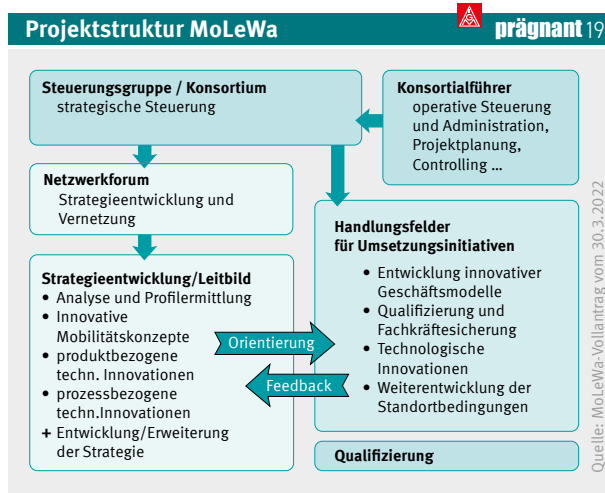 Projektstruktur MoLeWa
prägnant 19
Steuerungsgruppe / Konsortium
strategische Steuerung
Konsortialführer
operative Steuerung
und Administration,
Projektplanung,
Controlling ...
Netzwerkforum
Strategieentwicklung und
Vernetzung
Strategieentwicklung/Leitbild
• Analyse und Profilermittlung
• Innovative
Mobilitätskonzepte
• produktbezogene
techn. Innovationen
• prozessbezogene
techn.Innovationen
+ Entwicklung/Erweiterung
der Strategie
Orientierung
Feedback
Handlungsfelder
für Umsetzungsinitiativen
• Entwicklung innovativer
Geschäftsmodelle
• Qualifizierung und
Fachkräftesicherung
• Technologische
Innovationen
• Weiterentwicklung der
Standortbedingungen
Qualifizierung
Quelle: MoLeWa-Vollantrag vom 30.3.2022